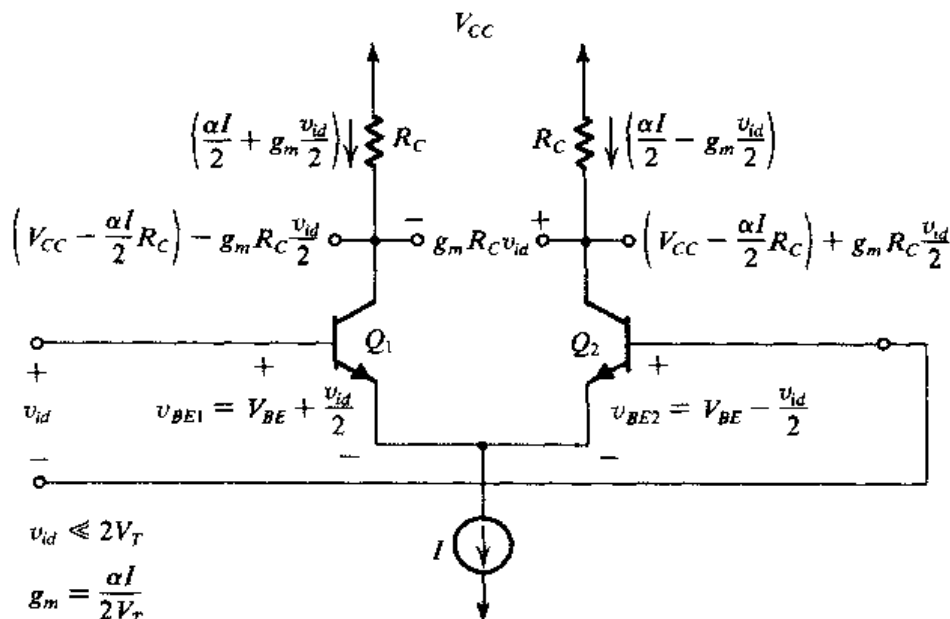 V_CC
(αI/2 + g_m v_id/2) R_C R_C (αI/2 − g_m v_id/2)
(V_CC − αI/2 R_C) − g_m R_C v_id/2 − g_m R_C v_id + (V_CC − αI/2 R_C) + g_m R_C v_id/2
Q₁ Q₂
+ + +
v_id v_BE1 = V_BE + v_id/2 v_BE2 = V_BE − v_id/2
− − −
v_id ≪ 2V_T
I
g_m = αI/2V_T